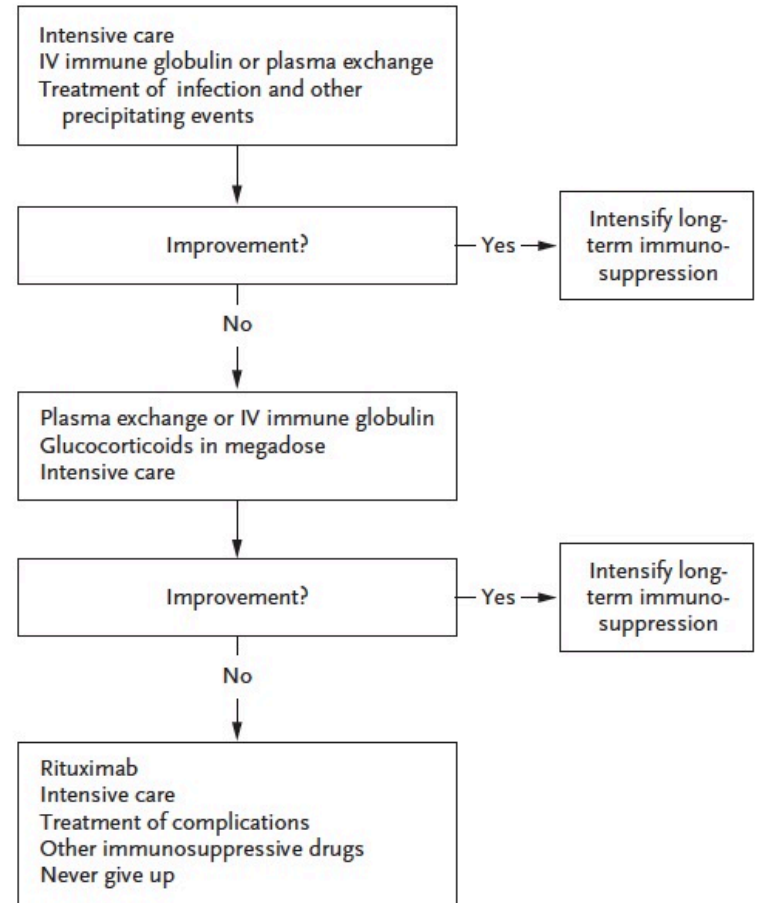 Intensive care
IV immune globulin or plasma exchange
Treatment of infection and other
precipitating events
Improvement?
Yes
Intensify long-
term immuno-
suppression
No
Plasma exchange or IV immune globulin
Glucocorticoids in megadose
Intensive care
Improvement?
Yes
Intensify long-
term immuno-
suppression
No
Rituximab
Intensive care
Treatment of complications
Other immunosuppressive drugs
Never give up